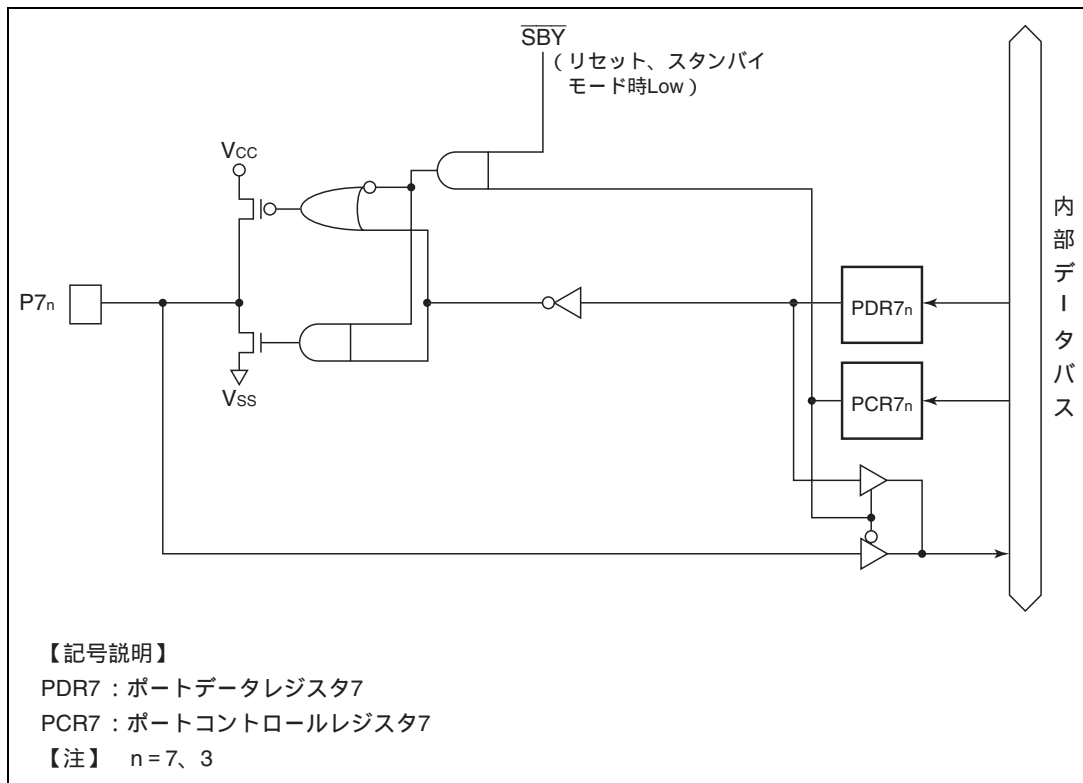 SBY
（リセット、スタンバイ
モード時Low）
VCC
P7n
VSS
PDR7n
PCR7n
内部データバス
【記号説明】
PDR7：ポートデータレジスタ7
PCR7：ポートコントロールレジスタ7
【注】 n = 7、3